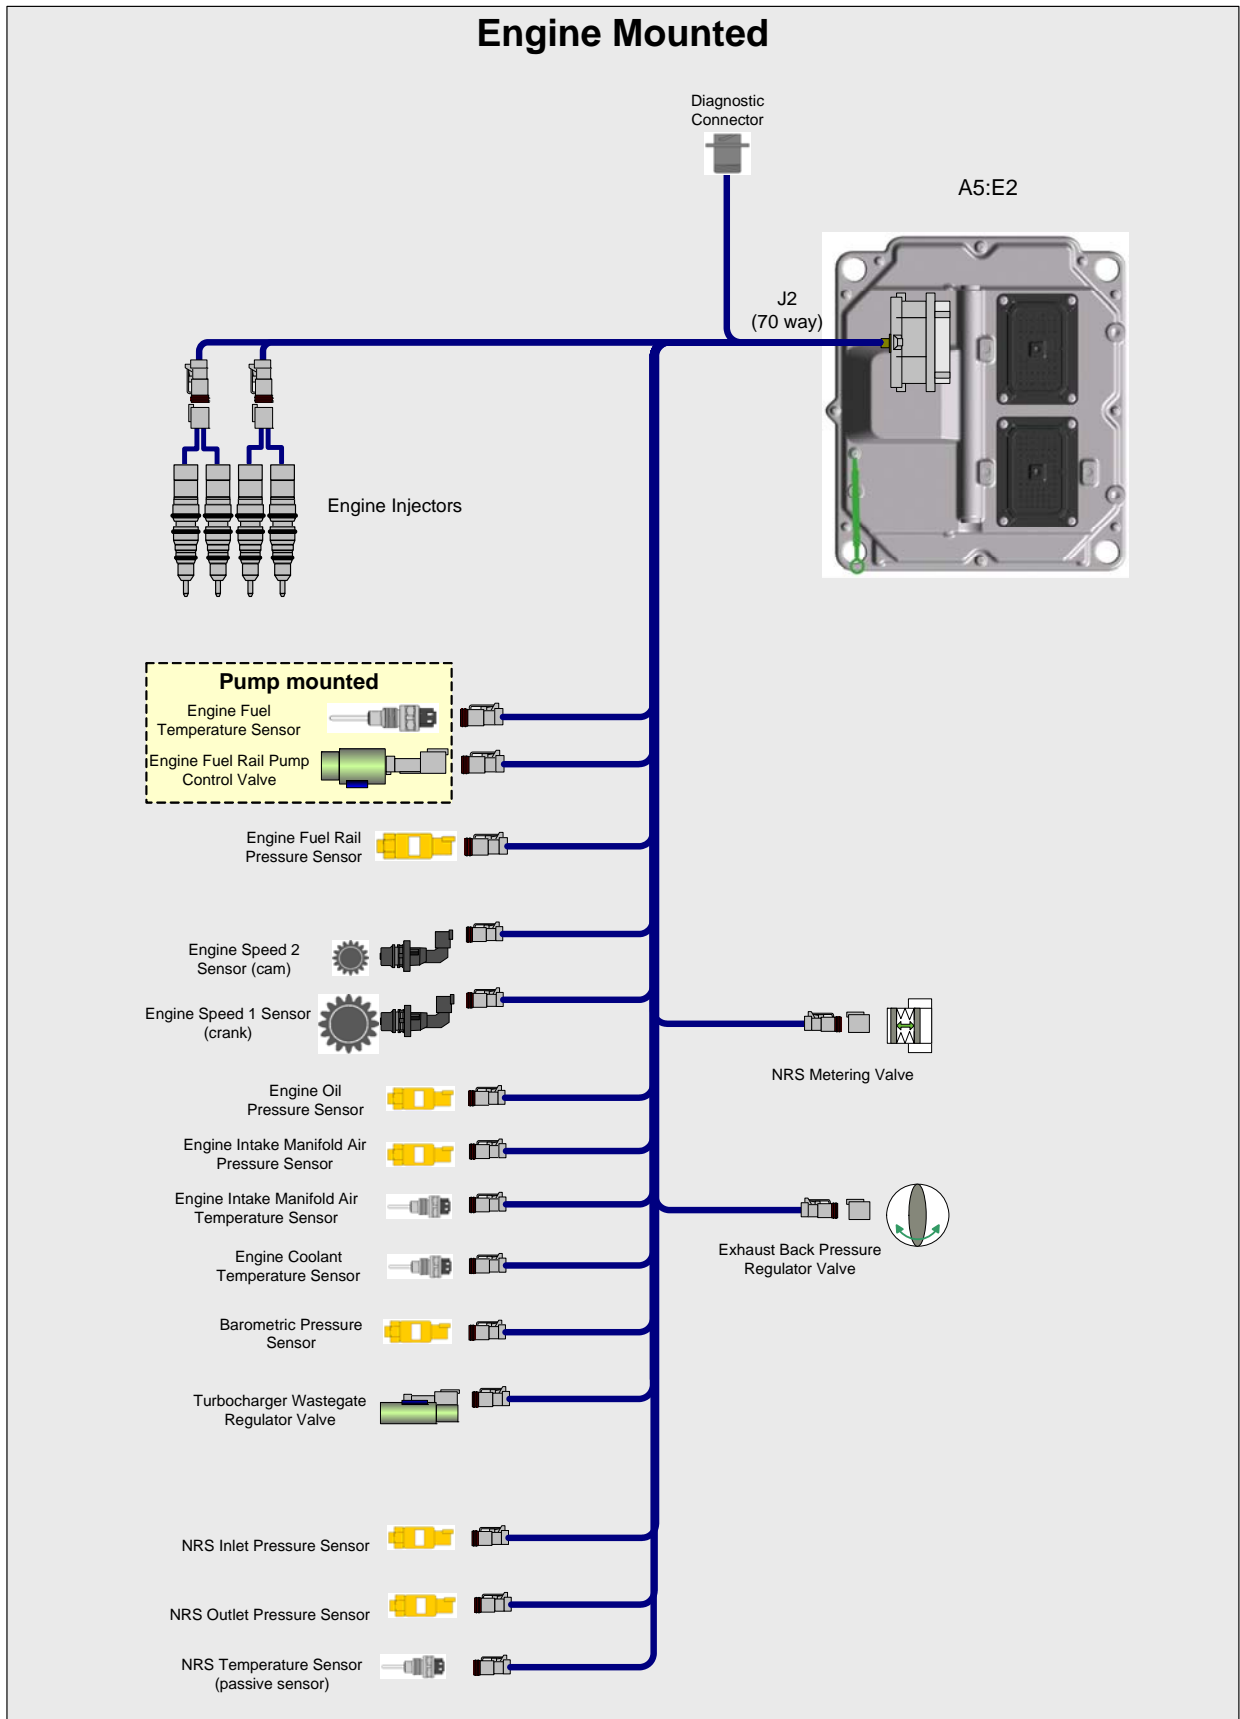 Engine Mounted
Diagnostic
Connector
A5:E2
J2
(70 way)
Engine Injectors
Pump mounted
Engine Fuel
Temperature Sensor
Engine Fuel Rail Pump
Control Valve
Engine Fuel Rail
Pressure Sensor
Engine Speed 2
Sensor (cam)
Engine Speed 1 Sensor
(crank)
NRS Metering Valve
Engine Oil
Pressure Sensor
Engine Intake Manifold Air
Pressure Sensor
Engine Intake Manifold Air
Temperature Sensor
Exhaust Back Pressure
Regulator Valve
Engine Coolant
Temperature Sensor
Barometric Pressure
Sensor
Turbocharger Wastegate
Regulator Valve
NRS Inlet Pressure Sensor
NRS Outlet Pressure Sensor
NRS Temperature Sensor
(passive sensor)